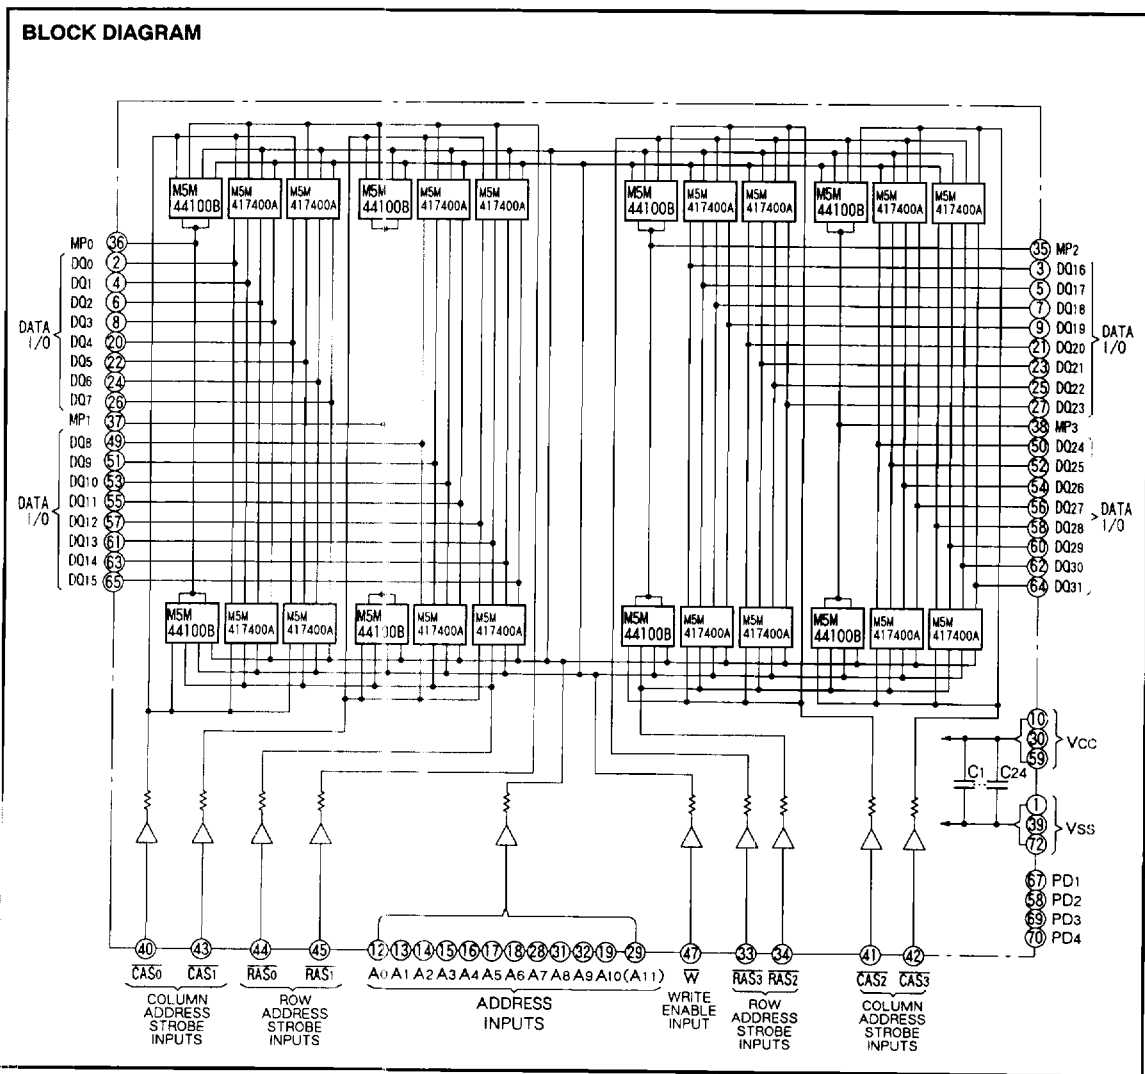 BLOCK DIAGRAM
M5M 44100B
M5M 417400A
M5M 417400A
M5M 44100B
M5M 417400A
M5M 417400A
M5M 44100B
M5M 417400A
M5M 417400A
M5M 44100B
M5M 417400A
M5M 417400A
MP0 36
DQ0 2
DQ1 4
DQ2 6
DQ3 8
DQ4 20
DQ5 22
DQ6 24
DQ7 26
DATA I/O
MP1 37
DQ8 49
DQ9 51
DQ10 53
DQ11 55
DQ12 57
DQ13 61
DQ14 63
DQ15 65
DATA I/O
35 MP2
3 DQ16
5 DQ17
7 DQ18
9 DQ19
21 DQ20
23 DQ21
25 DQ22
27 DQ23
DATA I/O
38 MP3
50 DQ24
52 DQ25
54 DQ26
56 DQ27
58 DQ28
60 DQ29
62 DQ30
64 DQ31
DATA I/O
M5M 44100B
M5M 417400A
M5M 417400A
M5M 44100B
M5M 417400A
M5M 417400A
M5M 44100B
M5M 417400A
M5M 417400A
M5M 44100B
M5M 417400A
M5M 417400A
10
30
59
VCC
C1 C24
1
39
72
VSS
67 PD1
58 PD2
69 PD3
70 PD4
40 43 44 45 12 13 14 15 16 17 18 28 31 32 19 29 47 33 34 41 42
CAS0 CAS1 RAS0 RAS1 A0 A1 A2 A3 A4 A5 A6 A7 A8 A9 A10 (A11) W RAS3 RAS2 CAS2 CAS3
COLUMN ADDRESS STROBE INPUTS
ROW ADDRESS STROBE INPUTS
ADDRESS INPUTS
WRITE ENABLE INPUT
ROW ADDRESS STROBE INPUTS
COLUMN ADDRESS STROBE INPUTS